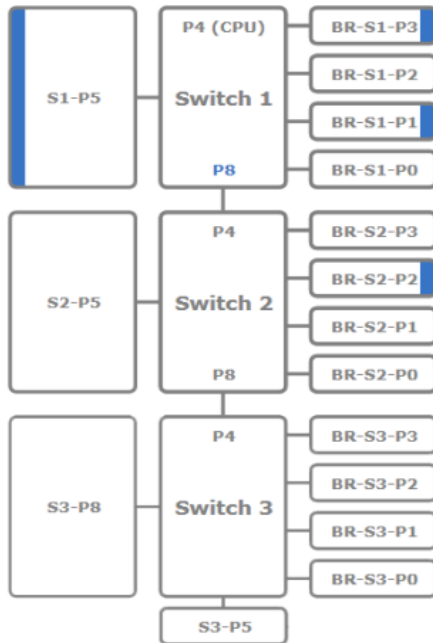 P4 (CPU)
BR-S1-P3
BR-S1-P2
S1-P5
Switch 1
BR-S1-P1
P8
BR-S1-P0
P4
BR-S2-P3
BR-S2-P2
S2-P5
Switch 2
BR-S2-P1
P8
BR-S2-P0
P4
BR-S3-P3
BR-S3-P2
S3-P8
Switch 3
BR-S3-P1
BR-S3-P0
S3-P5